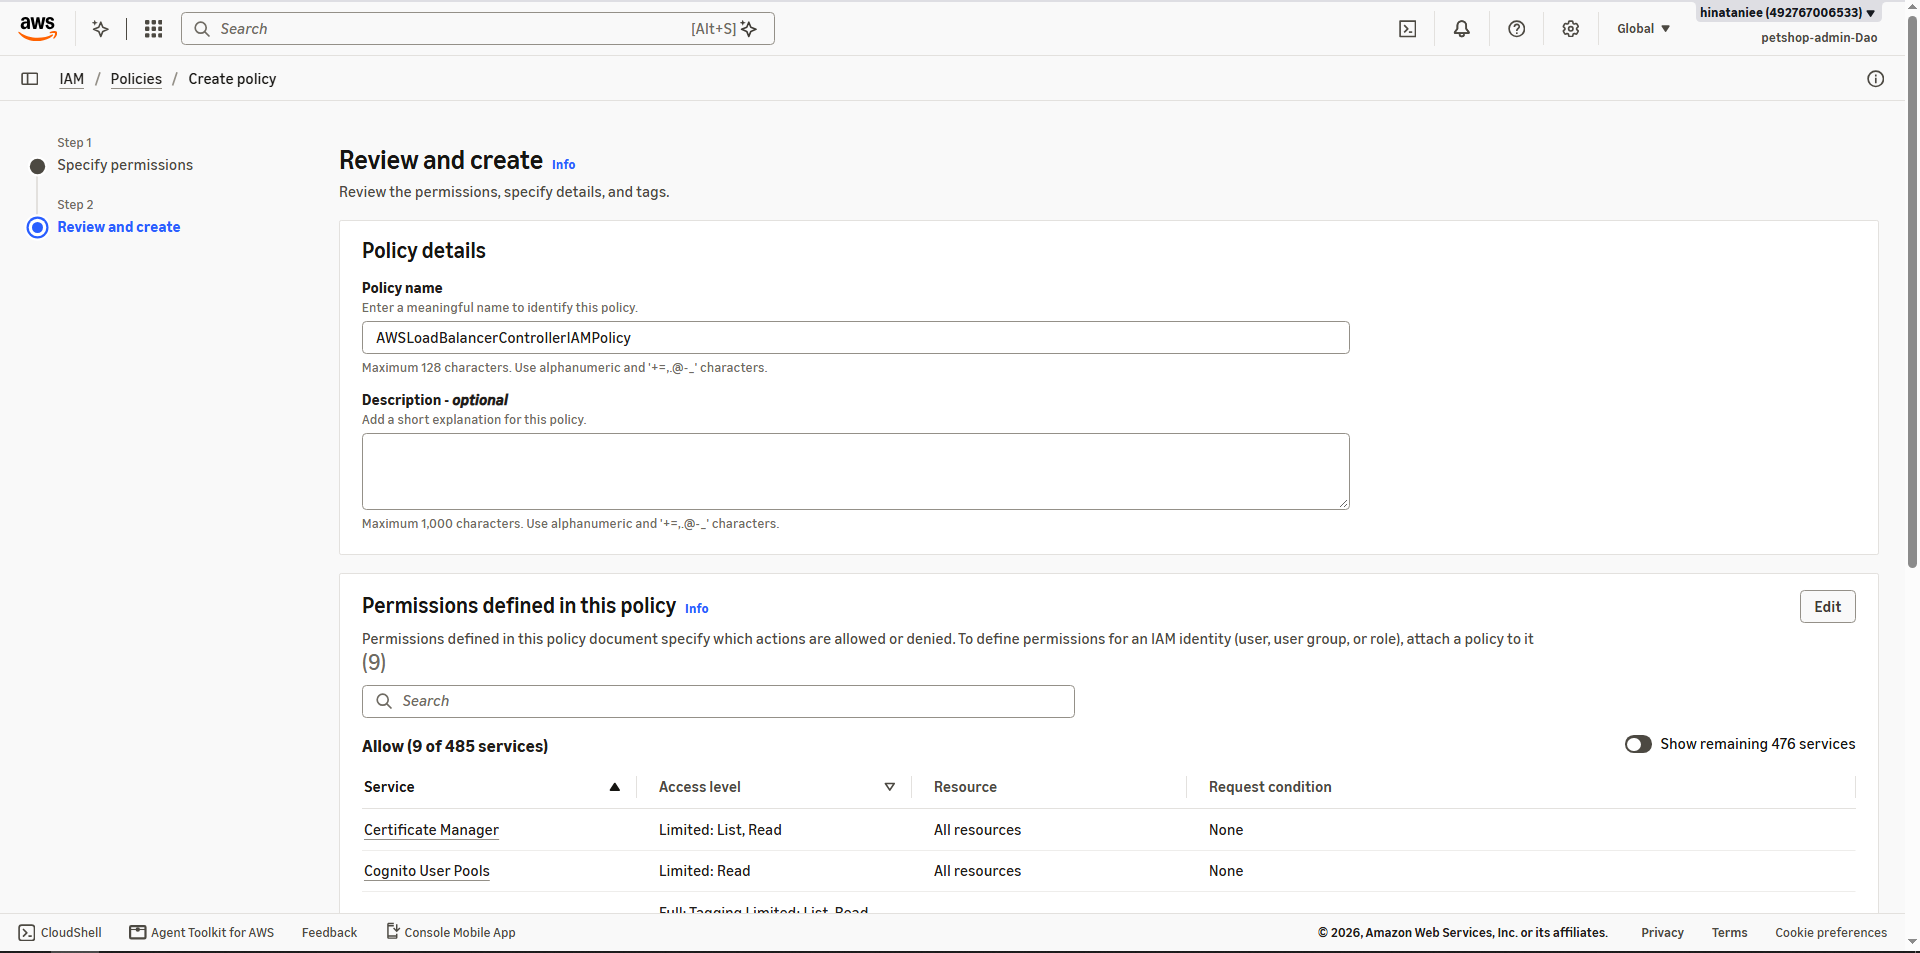 aws
Search
[Alt+S]
Global
hinataniee (492767006533)
petshop-admin-Dao
IAM / Policies / Create policy
Step 1
Specify permissions
Step 2
Review and create
Review and create Info
Review the permissions, specify details, and tags.
Policy details
Policy name
Enter a meaningful name to identify this policy.
AWSLoadBalancerControllerIAMPolicy
Maximum 128 characters. Use alphanumeric and '+=,.@-_' characters.
Description - optional
Add a short explanation for this policy.
Maximum 1,000 characters. Use alphanumeric and '+=,.@-_' characters.
Permissions defined in this policy Info
Edit
Permissions defined in this policy document specify which actions are allowed or denied. To define permissions for an IAM identity (user, user group, or role), attach a policy to it
(9)
Search
Allow (9 of 485 services)
Show remaining 476 services
Service Access level Resource Request condition
Certificate Manager Limited: List, Read All resources None
Cognito User Pools Limited: Read All resources None
Full: Tagging Limited: List, Read
CloudShell Agent Toolkit for AWS Feedback Console Mobile App © 2026, Amazon Web Services, Inc. or its affiliates. Privacy Terms Cookie preferences